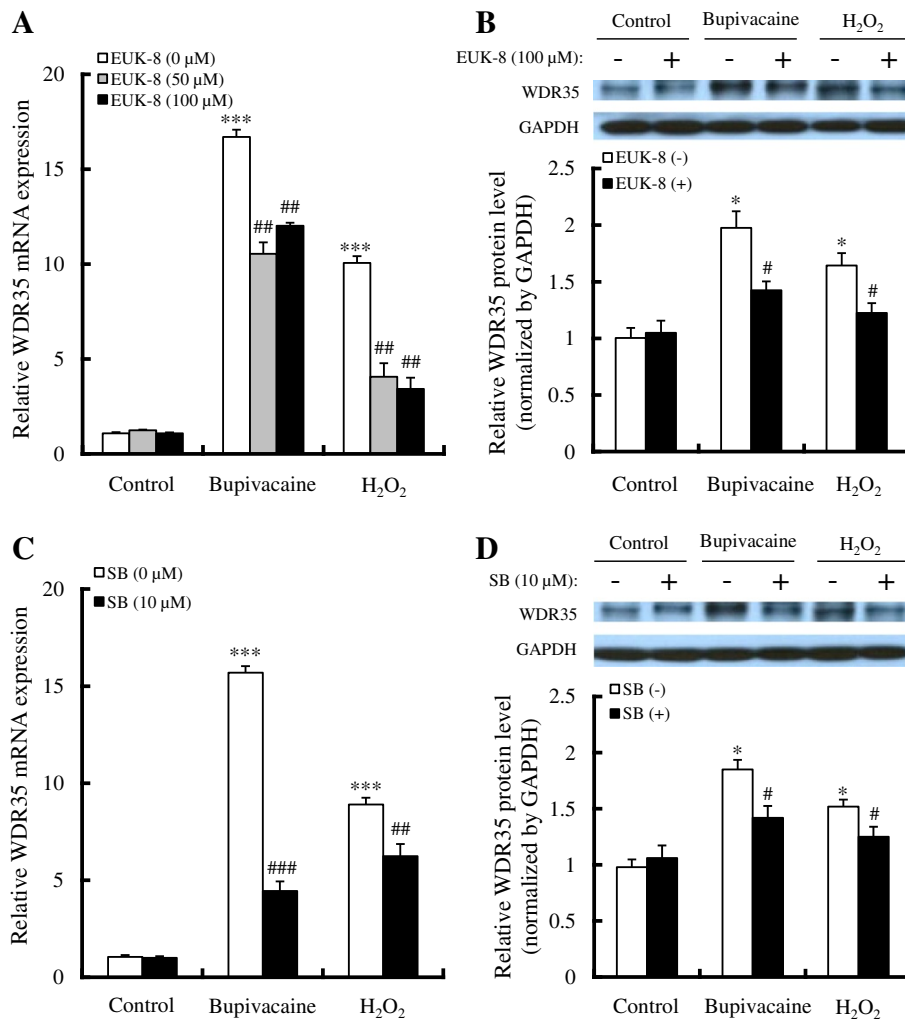 A
EUK-8 (0 µM)
EUK-8 (50 µM)
EUK-8 (100 µM)
Relative WDR35 mRNA expression
20
15
10
5
0
***
##
##
***
##
##
Control Bupivacaine H₂O₂
B
Control Bupivacaine H₂O₂
EUK-8 (100 µM): - + - + - +
WDR35
GAPDH
EUK-8 (-)
EUK-8 (+)
Relative WDR35 protein level
(normalized by GAPDH)
2.5
2
1.5
1
0.5
0
*
#
*
#
Control Bupivacaine H₂O₂
C
SB (0 µM)
SB (10 µM)
Relative WDR35 mRNA expression
20
15
10
5
0
***
###
***
##
Control Bupivacaine H₂O₂
D
Control Bupivacaine H₂O₂
SB (10 µM): - + - + - +
WDR35
GAPDH
SB (-)
SB (+)
Relative WDR35 protein level
(normalized by GAPDH)
2.5
2
1.5
1
0.5
0
*
#
*
#
Control Bupivacaine H₂O₂